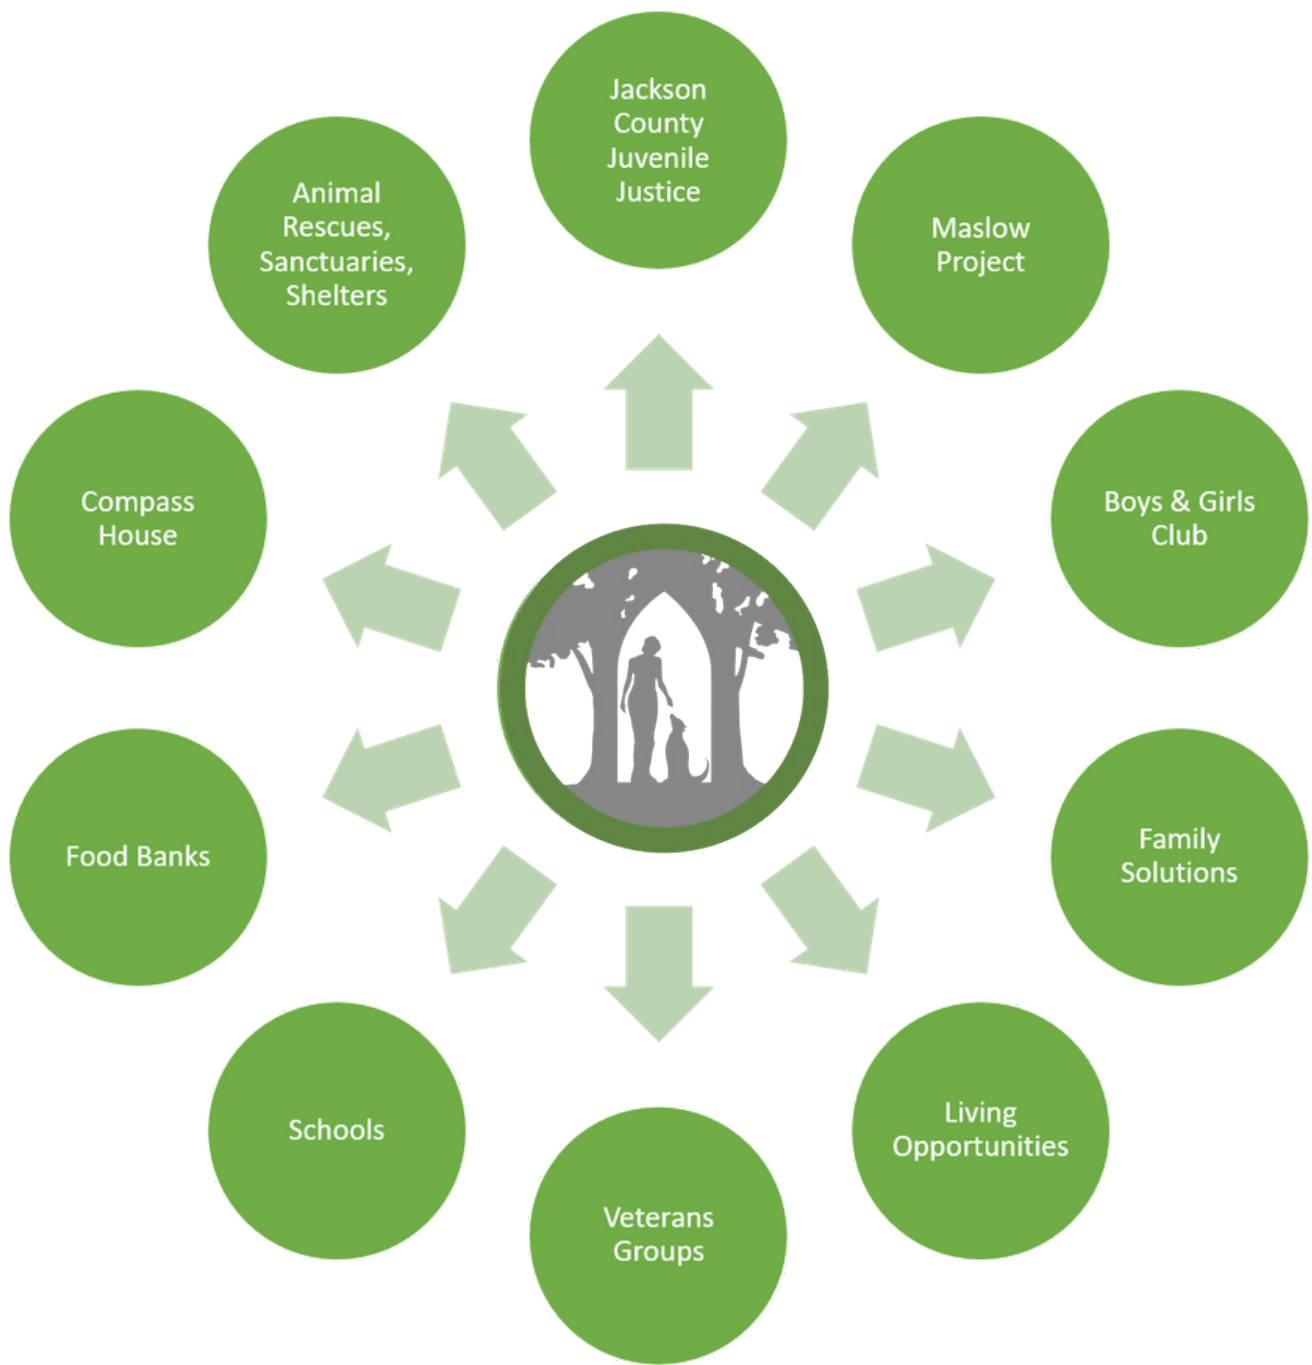 Jackson
County
Juvenile
Justice
Maslow
Project
Boys & Girls
Club
Family
Solutions
Living
Opportunities
Veterans
Groups
Schools
Food Banks
Compass
House
Animal
Rescues,
Sanctuaries,
Shelters